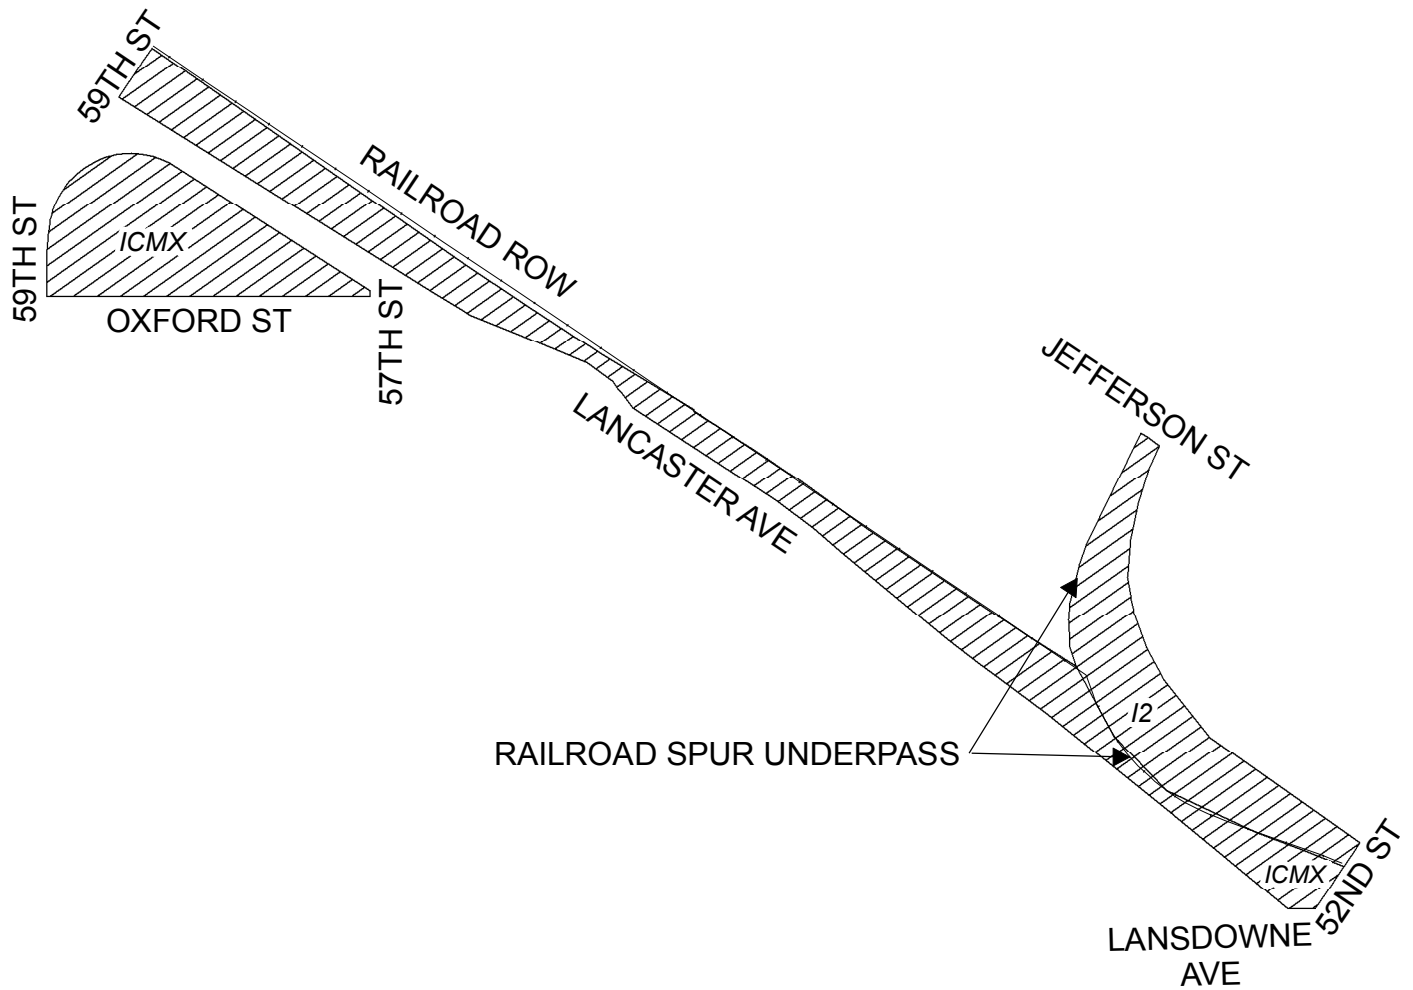 59TH ST
RAILROAD ROW
59TH ST
ICMX
OXFORD ST
57TH ST
JEFFERSON ST
LANCASTER AVE
I2
RAILROAD SPUR UNDERPASS
ICMX
52ND ST
LANSDOWNE
AVE